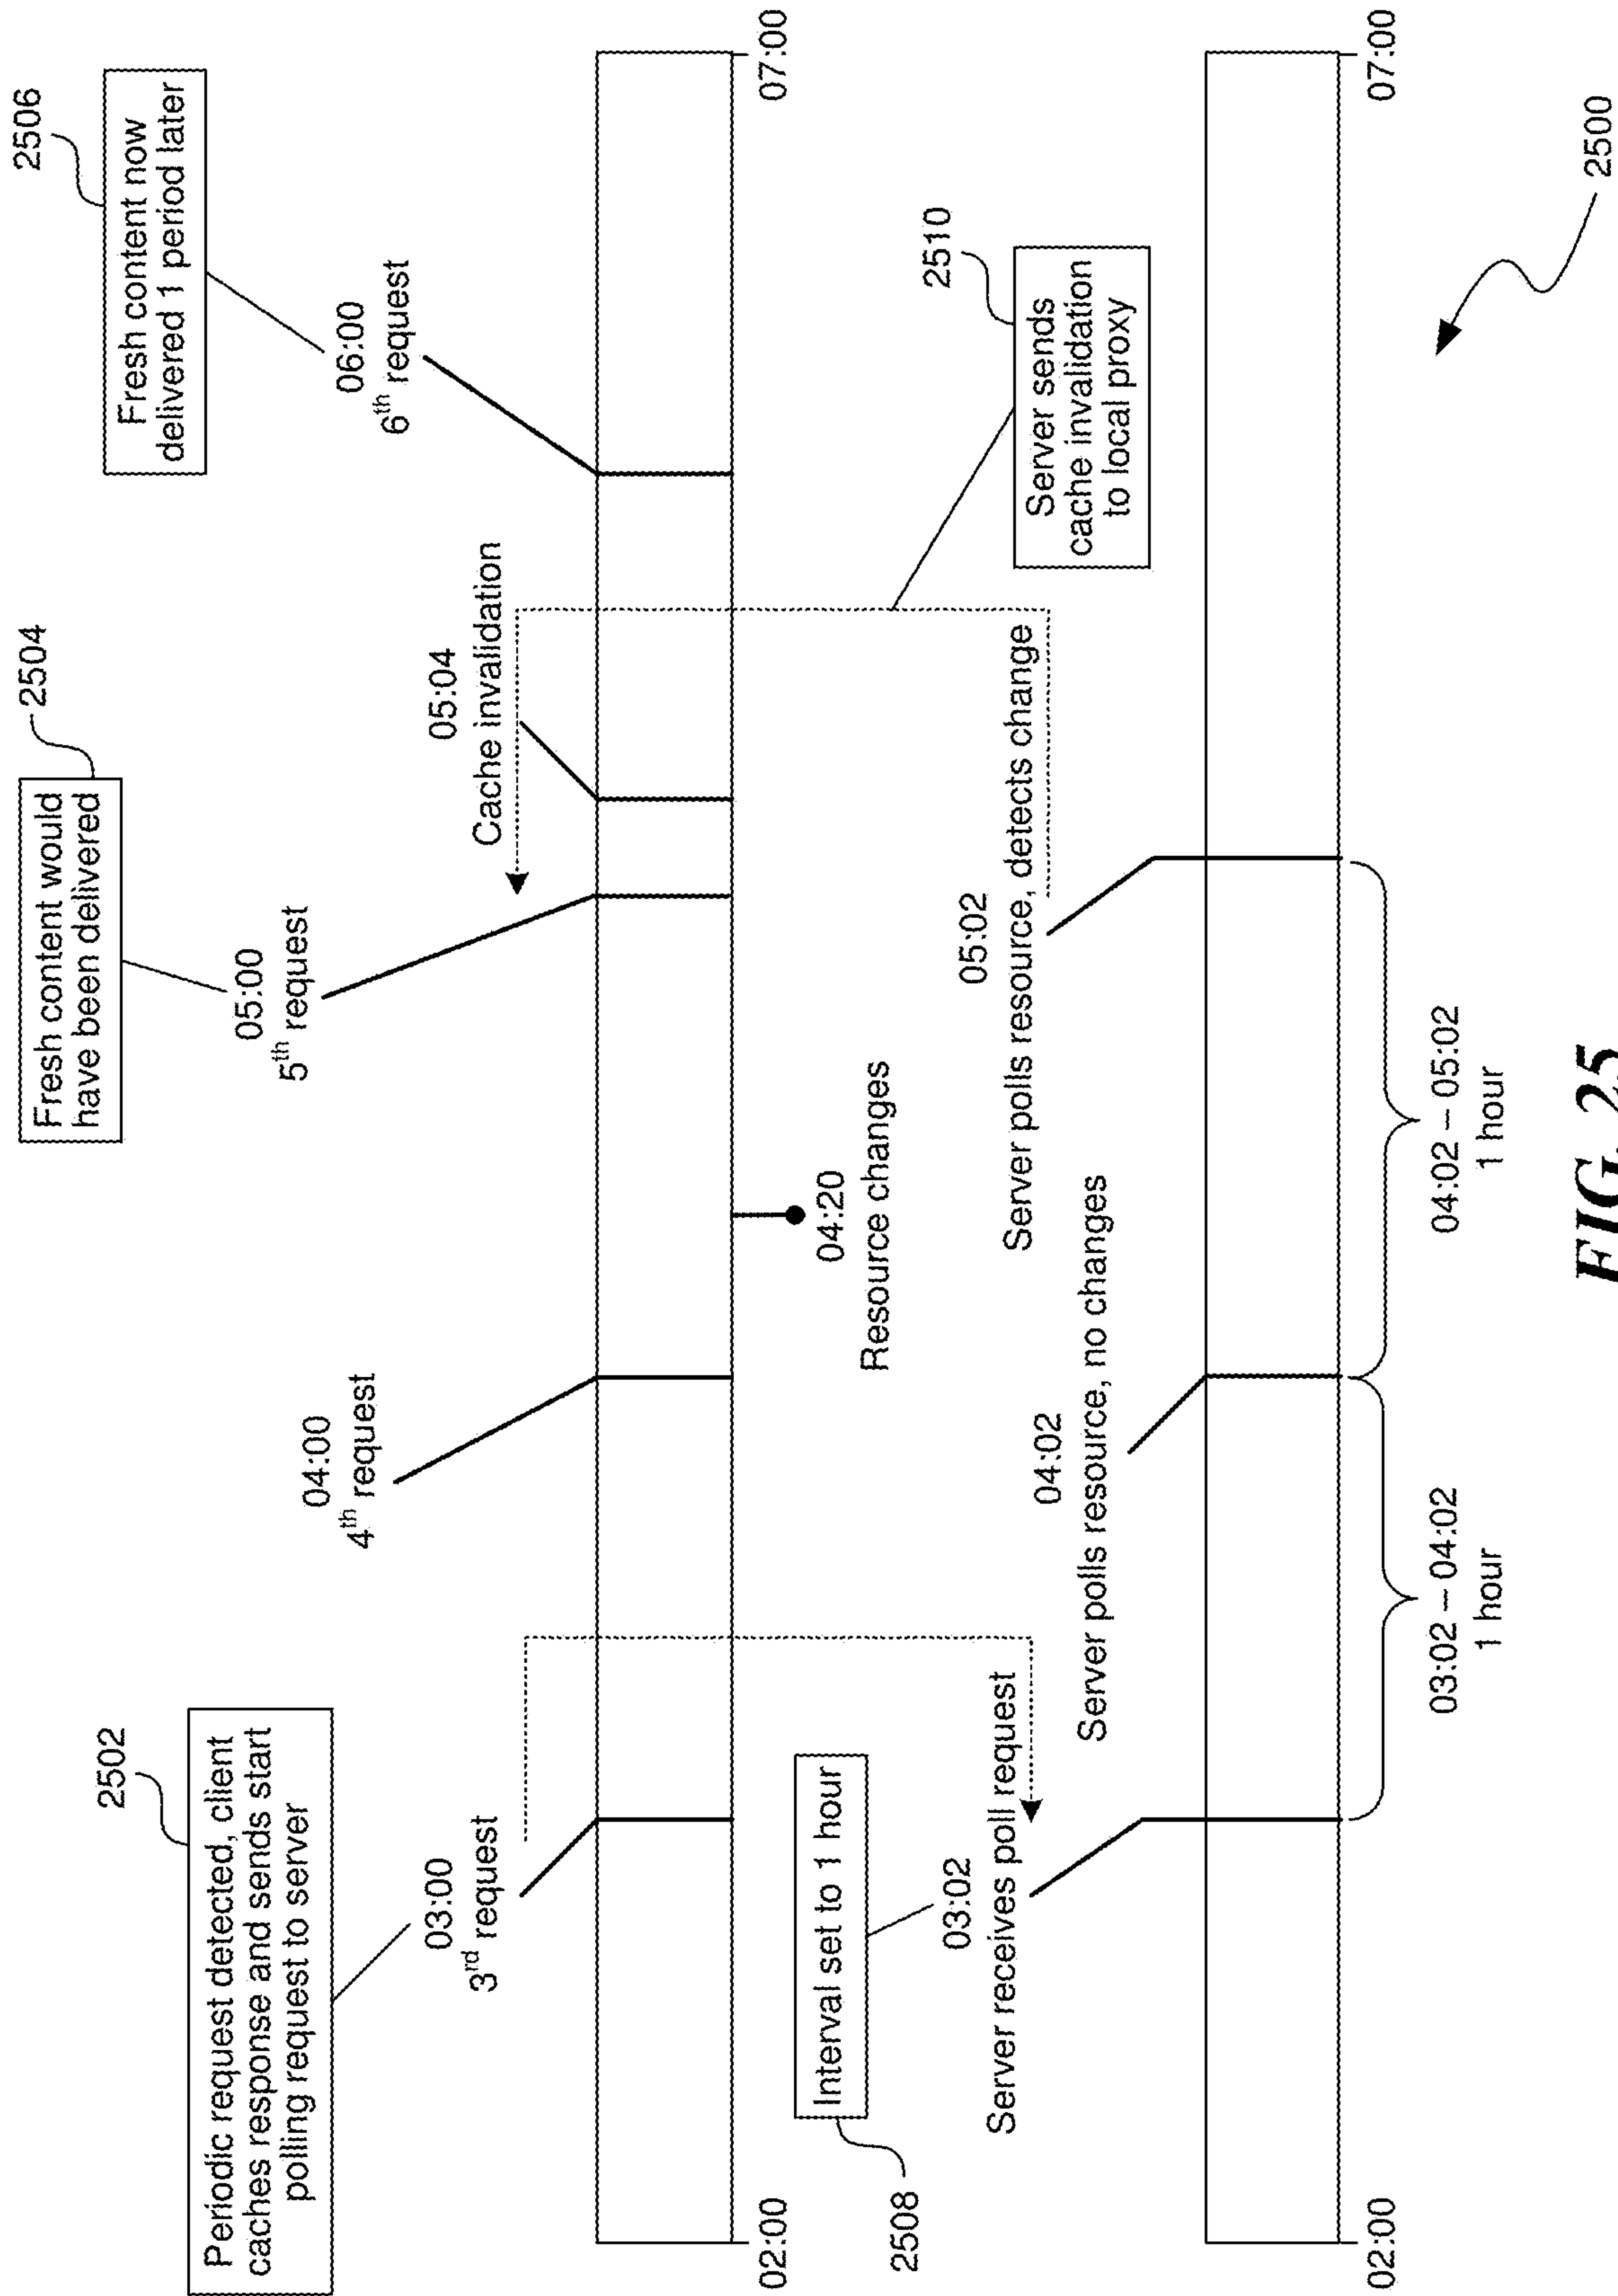 2502
Periodic request detected, client
caches response and sends start
polling request to server
2504
Fresh content would
have been delivered
2506
Fresh content now
delivered 1 period later
03:00
3rd request
04:00
4th request
05:00
5th request
05:04
Cache invalidation
06:00
6th request
02:00
07:00
04:20
Resource changes
2508
Interval set to 1 hour
2510
Server sends
cache invalidation
to local proxy
03:02
Server receives poll request
04:02
Server polls resource, no changes
05:02
Server polls resource, detects change
02:00
07:00
03:02 – 04:02
1 hour
04:02 – 05:02
1 hour
2500
FIG. 25